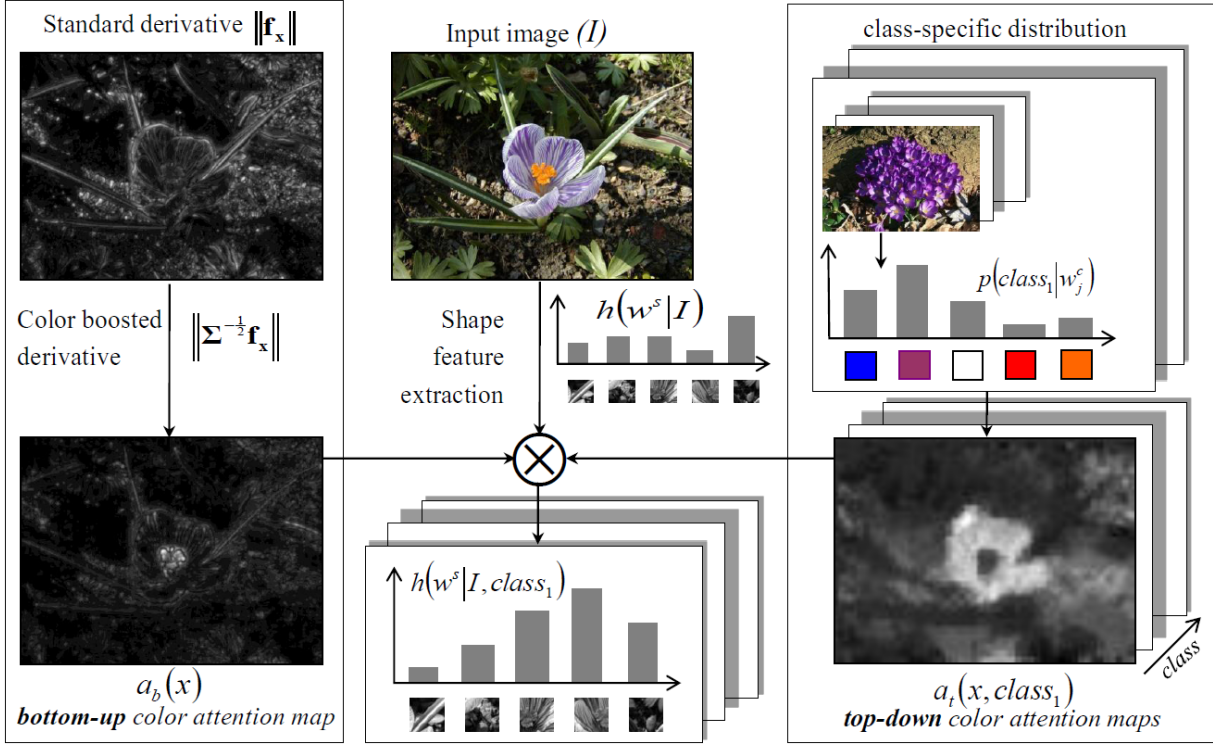 Standard derivative ‖f_x‖
Color boosted
derivative
‖Σ^{-1/2} f_x‖
a_b(x)
bottom-up color attention map
Input image (I)
Shape
feature
extraction
h(w^s|I)
h(w^s|I, class_1)
class-specific distribution
p(class_1|w_j^c)
class
a_t(x, class_1)
top-down color attention maps